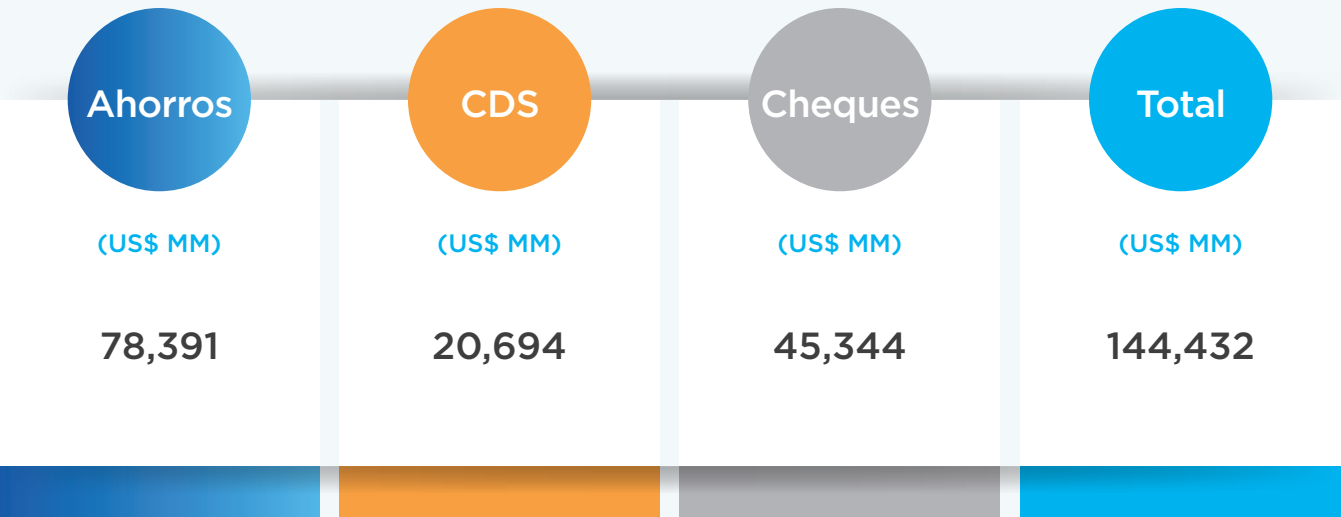 Ahorros
CDS
Cheques
Total
(US$ MM)
(US$ MM)
(US$ MM)
(US$ MM)
78,391
20,694
45,344
144,432